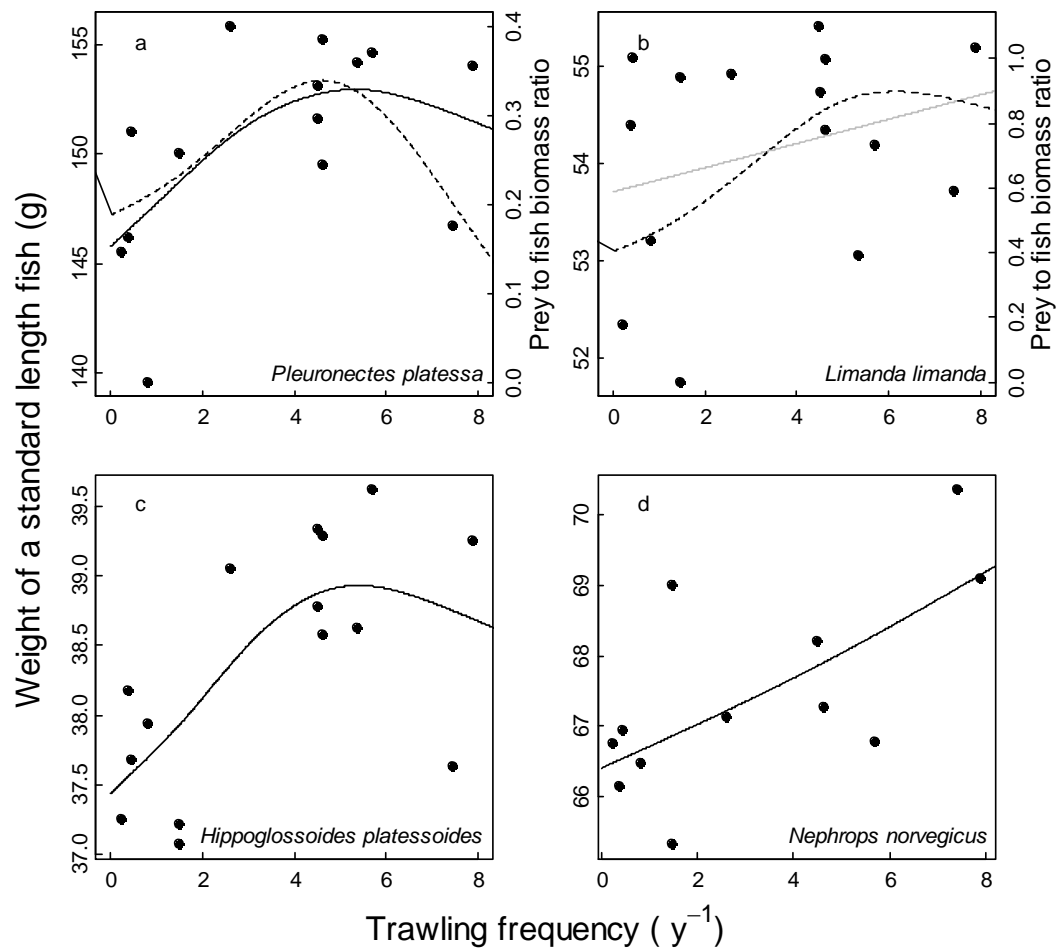 a
155
150
145
140
0.4
0.3
0.2
0.1
0.0
Prey to fish biomass ratio
Pleuronectes platessa
0 2 4 6 8
b
55
54
53
52
1.0
0.8
0.6
0.4
0.2
0.0
Prey to fish biomass ratio
Limanda limanda
0 2 4 6 8
Weight of a standard length fish (g)
c
39.5
39.0
38.5
38.0
37.5
37.0
Hippoglossoides platessoides
0 2 4 6 8
d
70
69
68
67
66
Nephrops norvegicus
0 2 4 6 8
Trawling frequency ( y⁻¹)